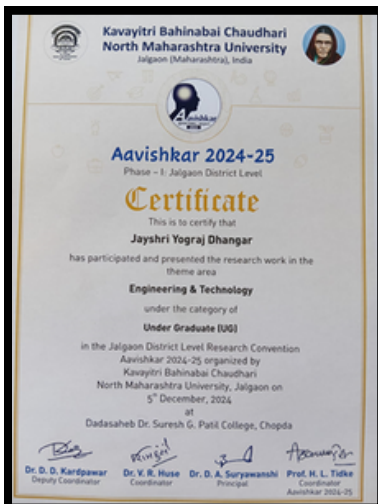 Kavayitri Bahinabai Chaudhari
North Maharashtra University
Jalgaon (Maharashtra), India
Aavishkar
Aavishkar 2024-25
Phase – I: Jalgaon District Level
Certificate
This is to certify that
Jayshri Yograj Dhangar
has participated and presented the research work in the
theme area
Engineering & Technology
under the category of
Under Graduate (UG)
in the Jalgaon District Level Research Convention
Aavishkar 2024-25 organized by
Kavayitri Bahinabai Chaudhari
North Maharashtra University, Jalgaon on
5th December, 2024
at
Dadasaheb Dr. Suresh G. Patil College, Chopda
Dr. D. D. Kardpawar Dr. V. R. Huse Dr. D. A. Suryawanshi Prof. H. L. Tidke
Deputy Coordinator Coordinator Principal Coordinator
Aavishkar 2024-25